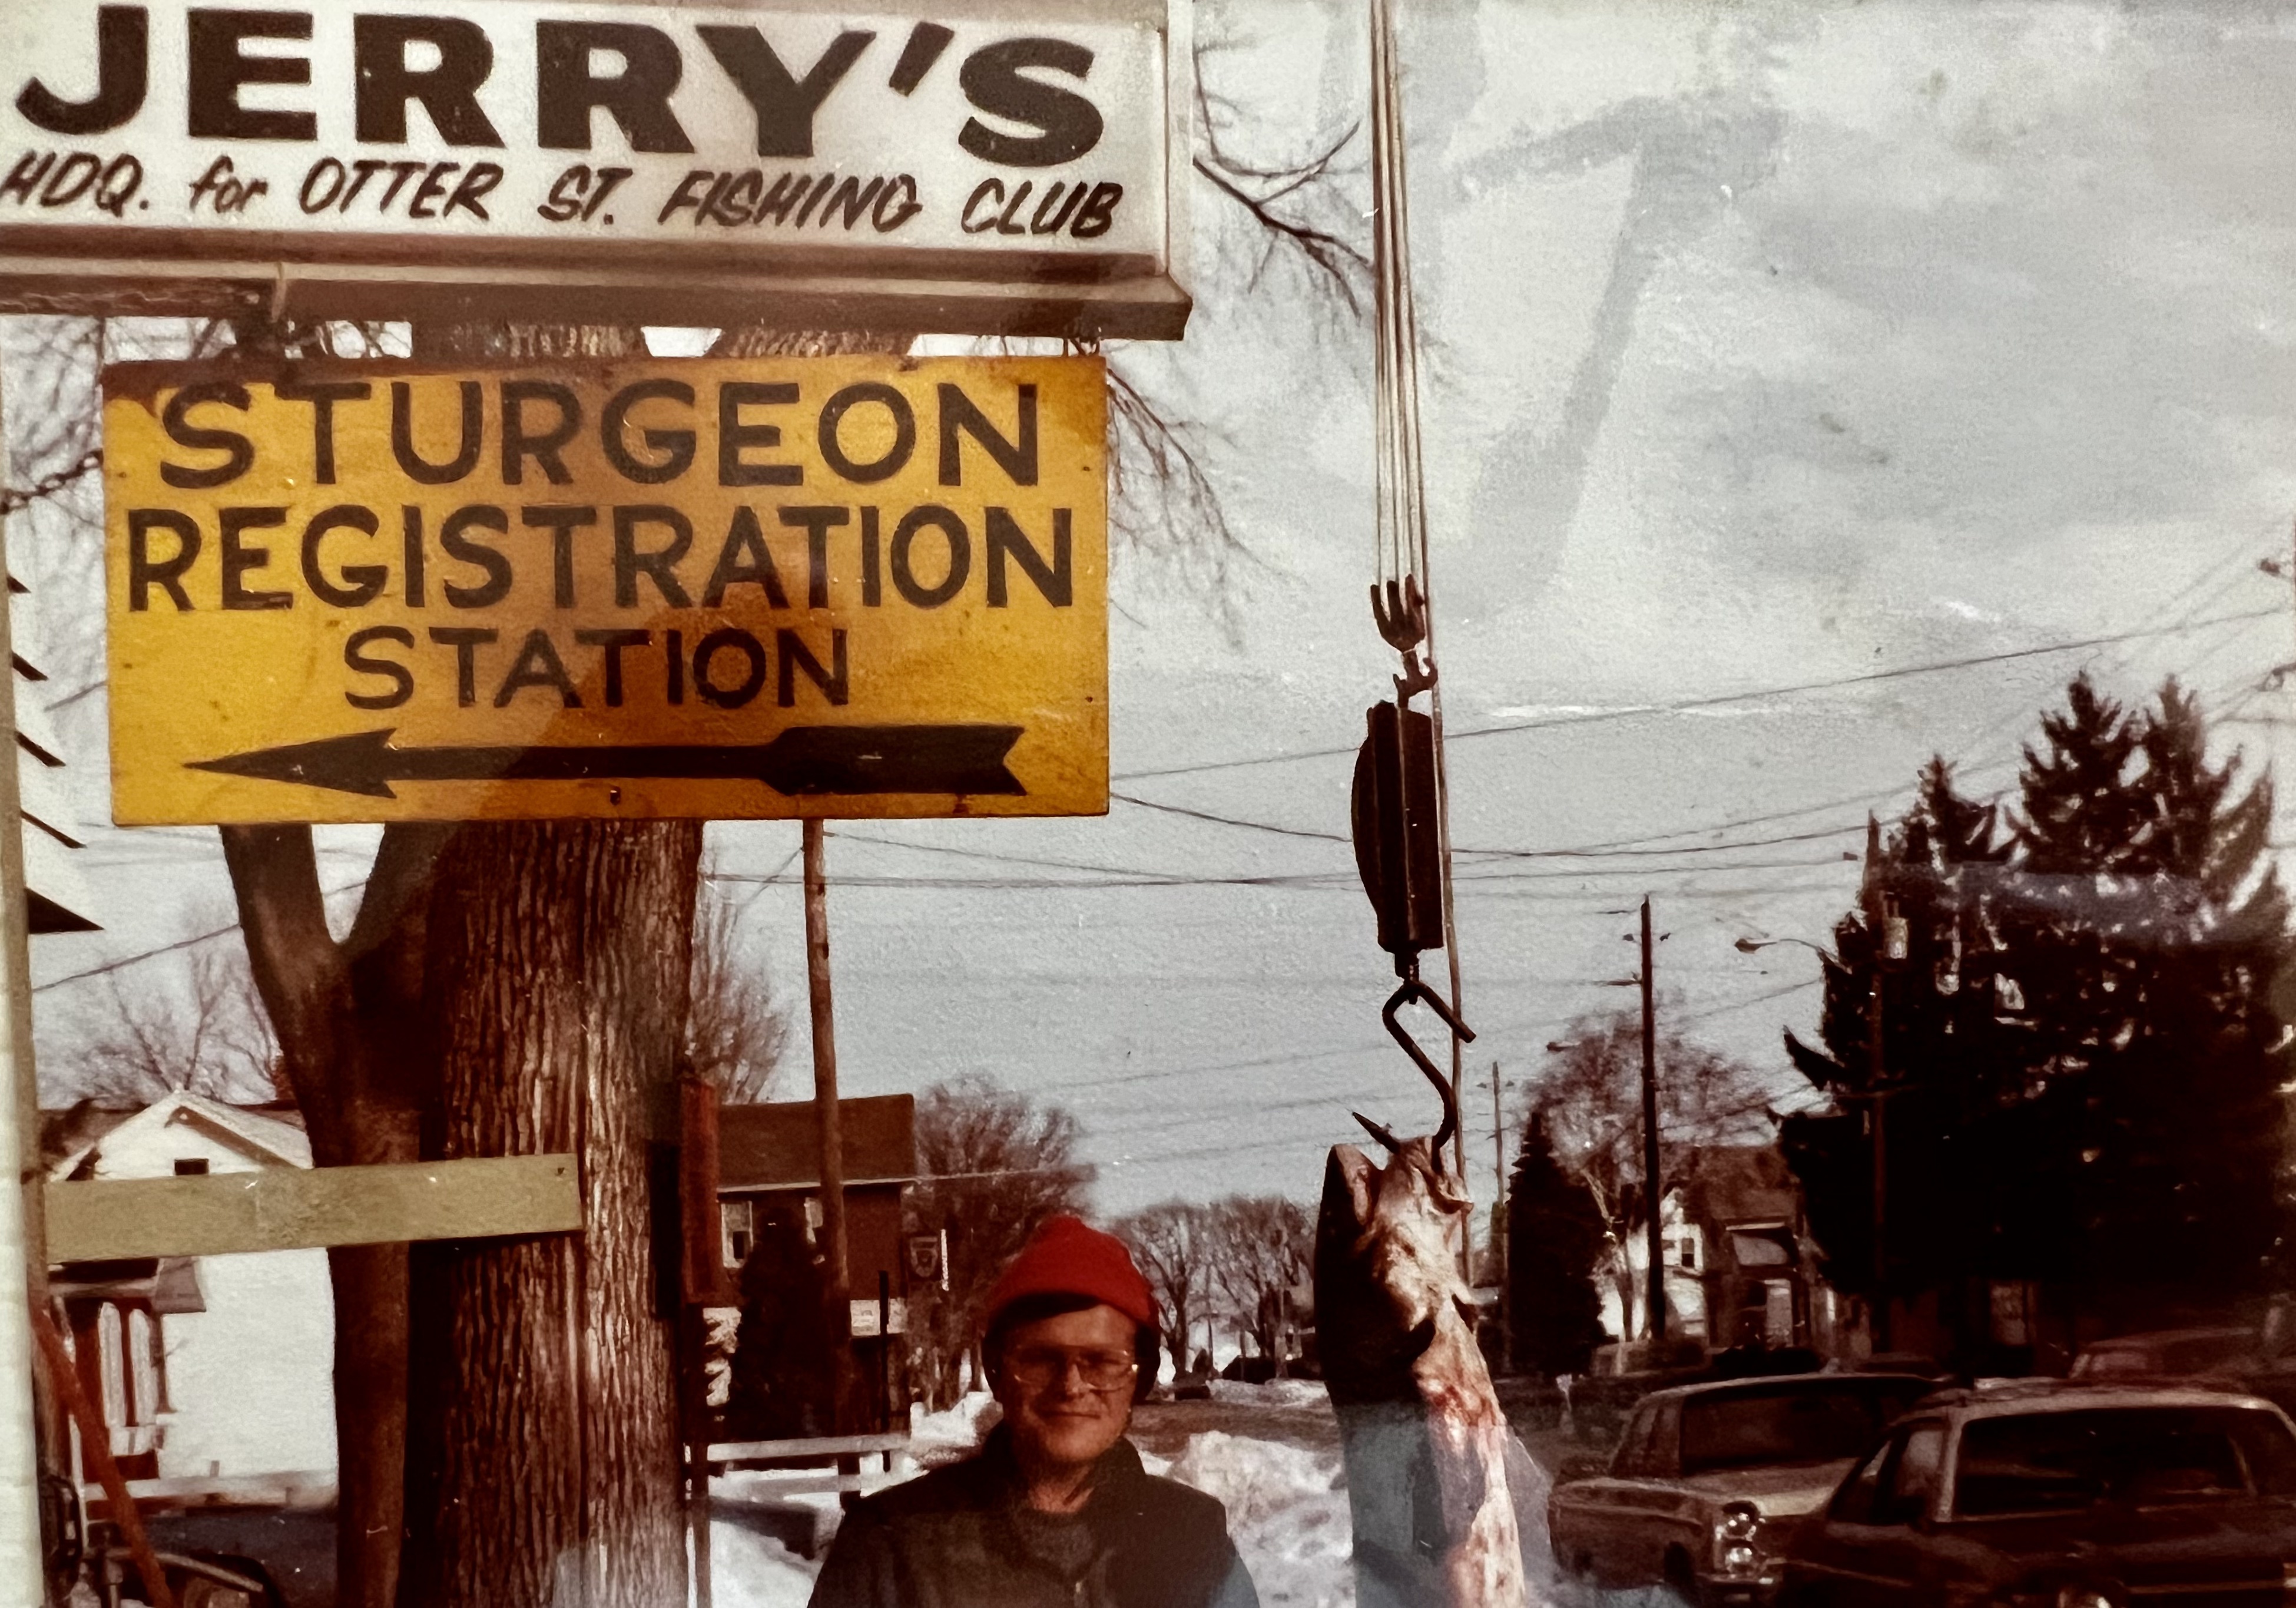 JERRY'S
HDQ. for OTTER ST. FISHING CLUB
STURGEON
REGISTRATION
STATION